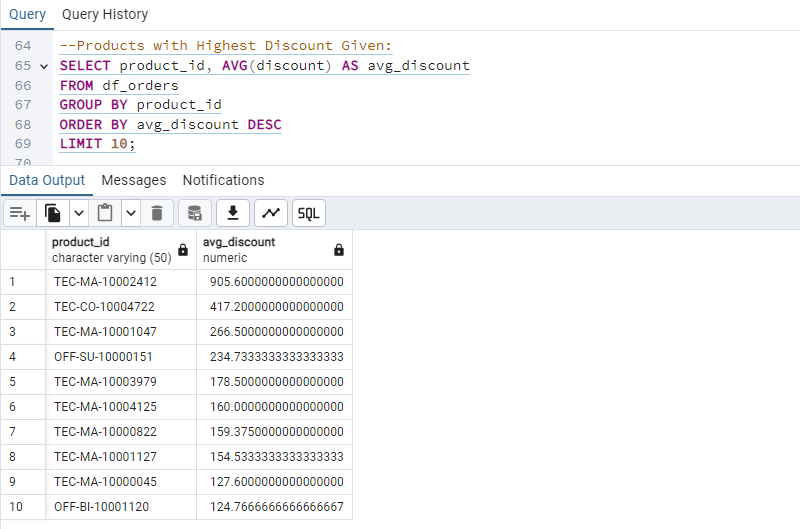 Query Query History
64 --Products with Highest Discount Given:
65 SELECT product_id, AVG(discount) AS avg_discount
66 FROM df_orders
67 GROUP BY product_id
68 ORDER BY avg_discount DESC
69 LIMIT 10;
70
Data Output Messages Notifications
SQL
product_id avg_discount
character varying (50) numeric
1 TEC-MA-10002412 905.6000000000000000
2 TEC-CO-10004722 417.2000000000000000
3 TEC-MA-10001047 266.5000000000000000
4 OFF-SU-10000151 234.7333333333333333
5 TEC-MA-10003979 178.5000000000000000
6 TEC-MA-10004125 160.0000000000000000
7 TEC-MA-10000822 159.3750000000000000
8 TEC-MA-10001127 154.5333333333333333
9 TEC-MA-10000045 127.6000000000000000
10 OFF-BI-10001120 124.7666666666666667